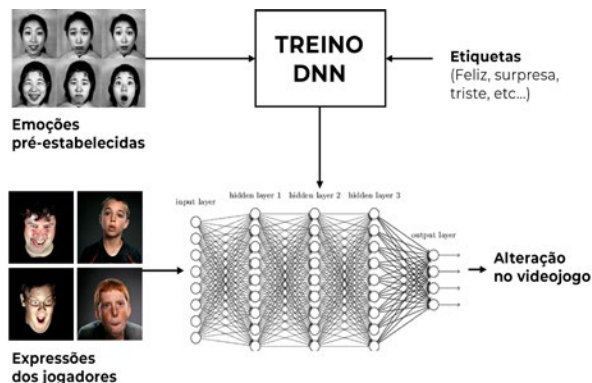 TREINO
DNN
Etiquetas
(Feliz, surpresa,
triste, etc...)
Emoções
pré-estabelecidas
input layer
hidden layer 1
hidden layer 2
hidden layer 3
output layer
Alteração
no videojogo
Expressões
dos jogadores